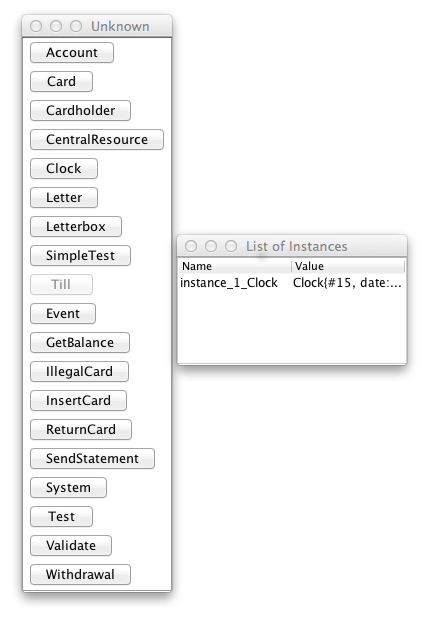 Unknown
Account
Card
Cardholder
CentralResource
Clock
Letter
Letterbox
SimpleTest
Till
Event
GetBalance
IllegalCard
InsertCard
ReturnCard
SendStatement
System
Test
Validate
Withdrawal
List of Instances
Name Value
instance_1_Clock Clock{#15, date:...